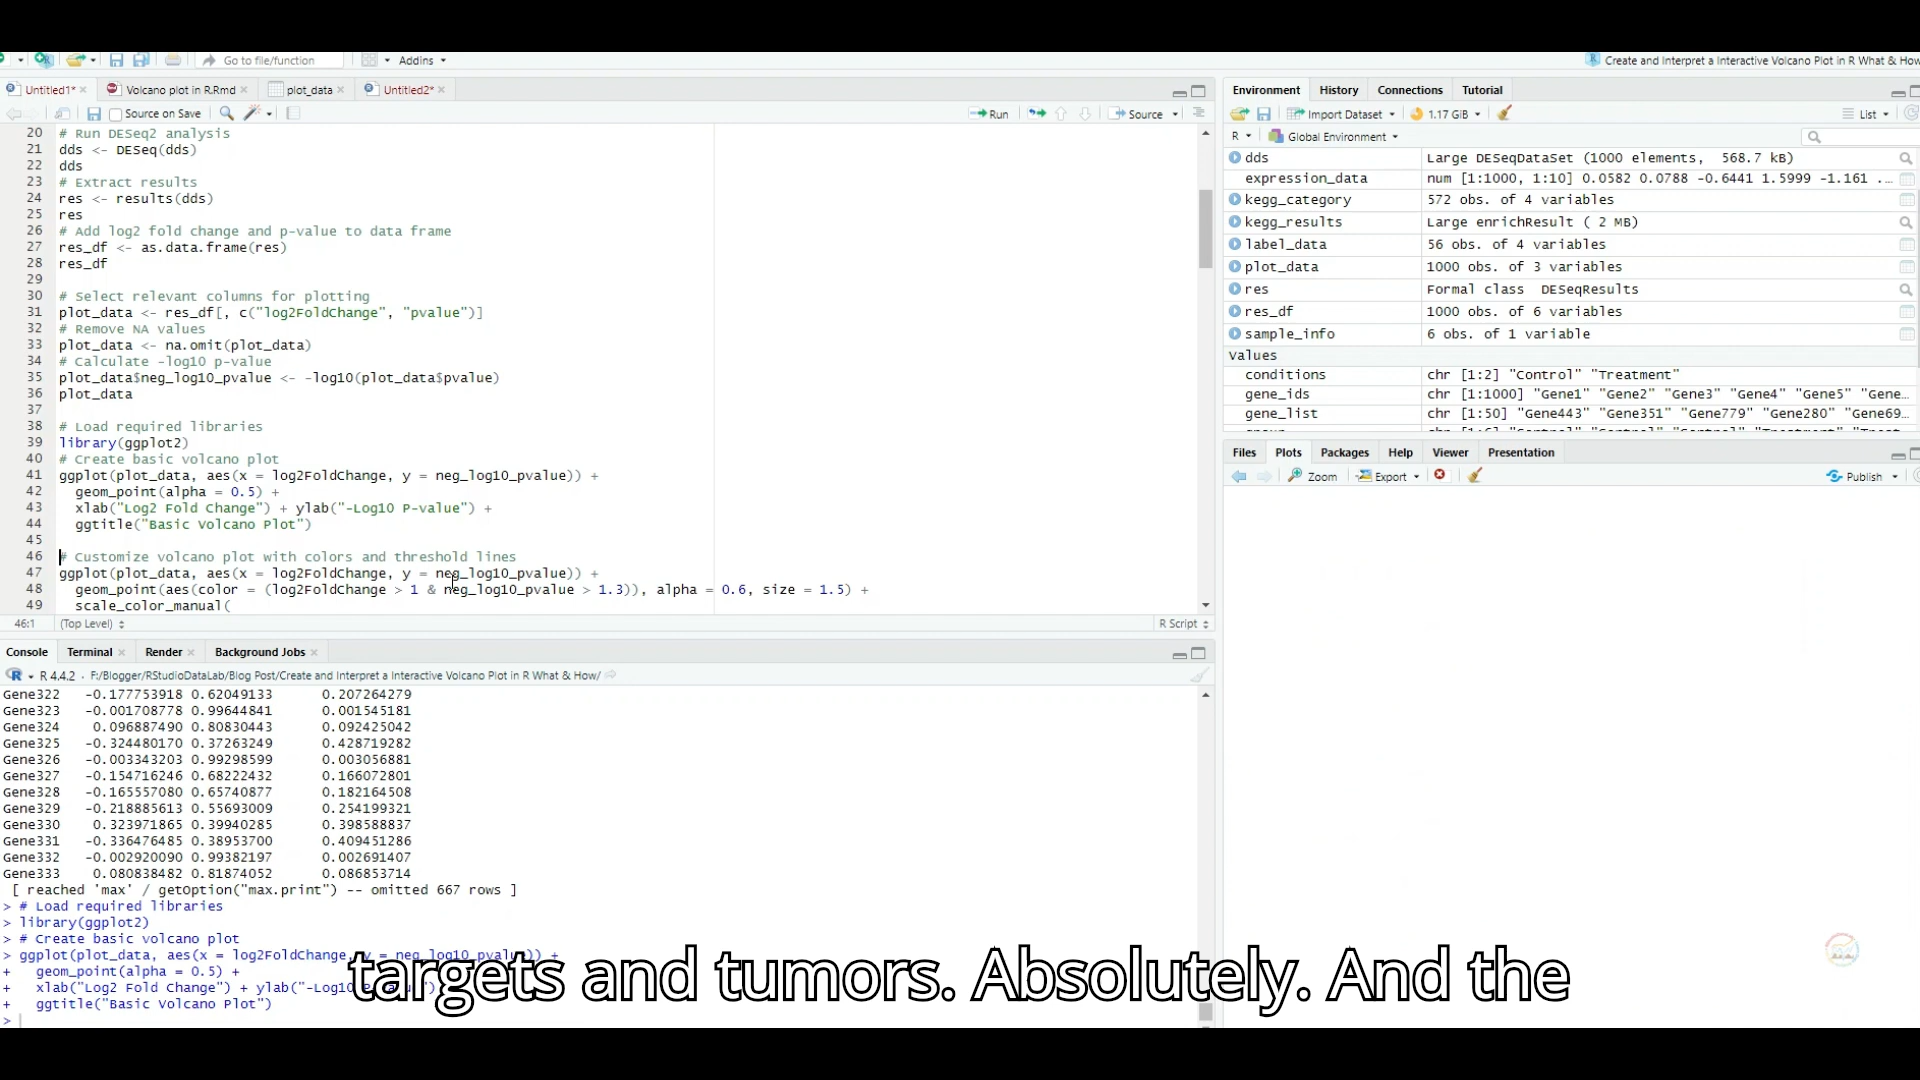 Go to file/function
Addins
Create and Interpret a Interactive Volcano Plot in R What & How
Untitled1*
Volcano plot in R.Rmd
plot_data
Untitled2*
Source on Save
Run
Source
20 # Run DESeq2 analysis
21 dds <- DESeq(dds)
22 dds
23 # Extract results
24 res <- results(dds)
25 res
26 # Add log2 fold change and p-value to data frame
27 res_df <- as.data.frame(res)
28 res_df
29
30 # Select relevant columns for plotting
31 plot_data <- res_df[, c("log2FoldChange", "pvalue")]
32 # Remove NA values
33 plot_data <- na.omit(plot_data)
34 # Calculate -log10 p-value
35 plot_data$neg_log10_pvalue <- -log10(plot_data$pvalue)
36 plot_data
37
38 # Load required libraries
39 library(ggplot2)
40 # Create basic volcano plot
41 ggplot(plot_data, aes(x = log2FoldChange, y = neg_log10_pvalue)) +
42 geom_point(alpha = 0.5) +
43 xlab("Log2 Fold Change") + ylab("-Log10 P-value") +
44 ggtitle("Basic Volcano Plot")
45
46 # Customize volcano plot with colors and threshold lines
47 ggplot(plot_data, aes(x = log2FoldChange, y = neg_log10_pvalue)) +
48 geom_point(aes(color = (log2FoldChange > 1 & neg_log10_pvalue > 1.3)), alpha = 0.6, size = 1.5) +
49 scale_color_manual(
46:1 (Top Level) R Script
Console Terminal Render Background Jobs
R 4.4.2 · F:/Blogger/RStudioDataLab/Blog Post/Create and Interpret a Interactive Volcano Plot in R What & How/
Gene322 -0.177753918 0.62049133 0.207264279
Gene323 -0.001708778 0.99644841 0.001545181
Gene324 0.096887490 0.80830443 0.092425042
Gene325 -0.324480170 0.37263249 0.428719282
Gene326 -0.003343203 0.99298599 0.003056881
Gene327 -0.154716246 0.68222432 0.166072801
Gene328 -0.165557080 0.65740877 0.182164508
Gene329 -0.218885613 0.55693009 0.254199321
Gene330 0.323971865 0.39940285 0.398588837
Gene331 -0.336476485 0.38953700 0.409451286
Gene332 -0.002920090 0.99382197 0.002691407
Gene333 0.080838482 0.81874052 0.086853714
[ reached 'max' / getOption("max.print") -- omitted 667 rows ]
> # Load required libraries
> library(ggplot2)
> # Create basic volcano plot
> ggplot(plot_data, aes(x = log2FoldChange, y = neg_log10_pvalue)) +
+ geom_point(alpha = 0.5) +
+ xlab("Log2 Fold Change") + ylab("-Log10 P-value") +
+ ggtitle("Basic Volcano Plot")
>
Environment History Connections Tutorial
Import Dataset 1.17 GiB List
R Global Environment
dds Large DESeqDataSet (1000 elements, 568.7 kB)
expression_data num [1:1000, 1:10] 0.0582 0.0788 -0.6441 1.5999 -1.161 ...
kegg_category 572 obs. of 4 variables
kegg_results Large enrichResult ( 2 MB)
label_data 56 obs. of 4 variables
plot_data 1000 obs. of 3 variables
res Formal class DESeqResults
res_df 1000 obs. of 6 variables
sample_info 6 obs. of 1 variable
Values
conditions chr [1:2] "Control" "Treatment"
gene_ids chr [1:1000] "Gene1" "Gene2" "Gene3" "Gene4" "Gene5" "Gene...
gene_list chr [1:50] "Gene443" "Gene351" "Gene779" "Gene280" "Gene69...
Files Plots Packages Help Viewer Presentation
Zoom Export Publish
targets and tumors. Absolutely. And the